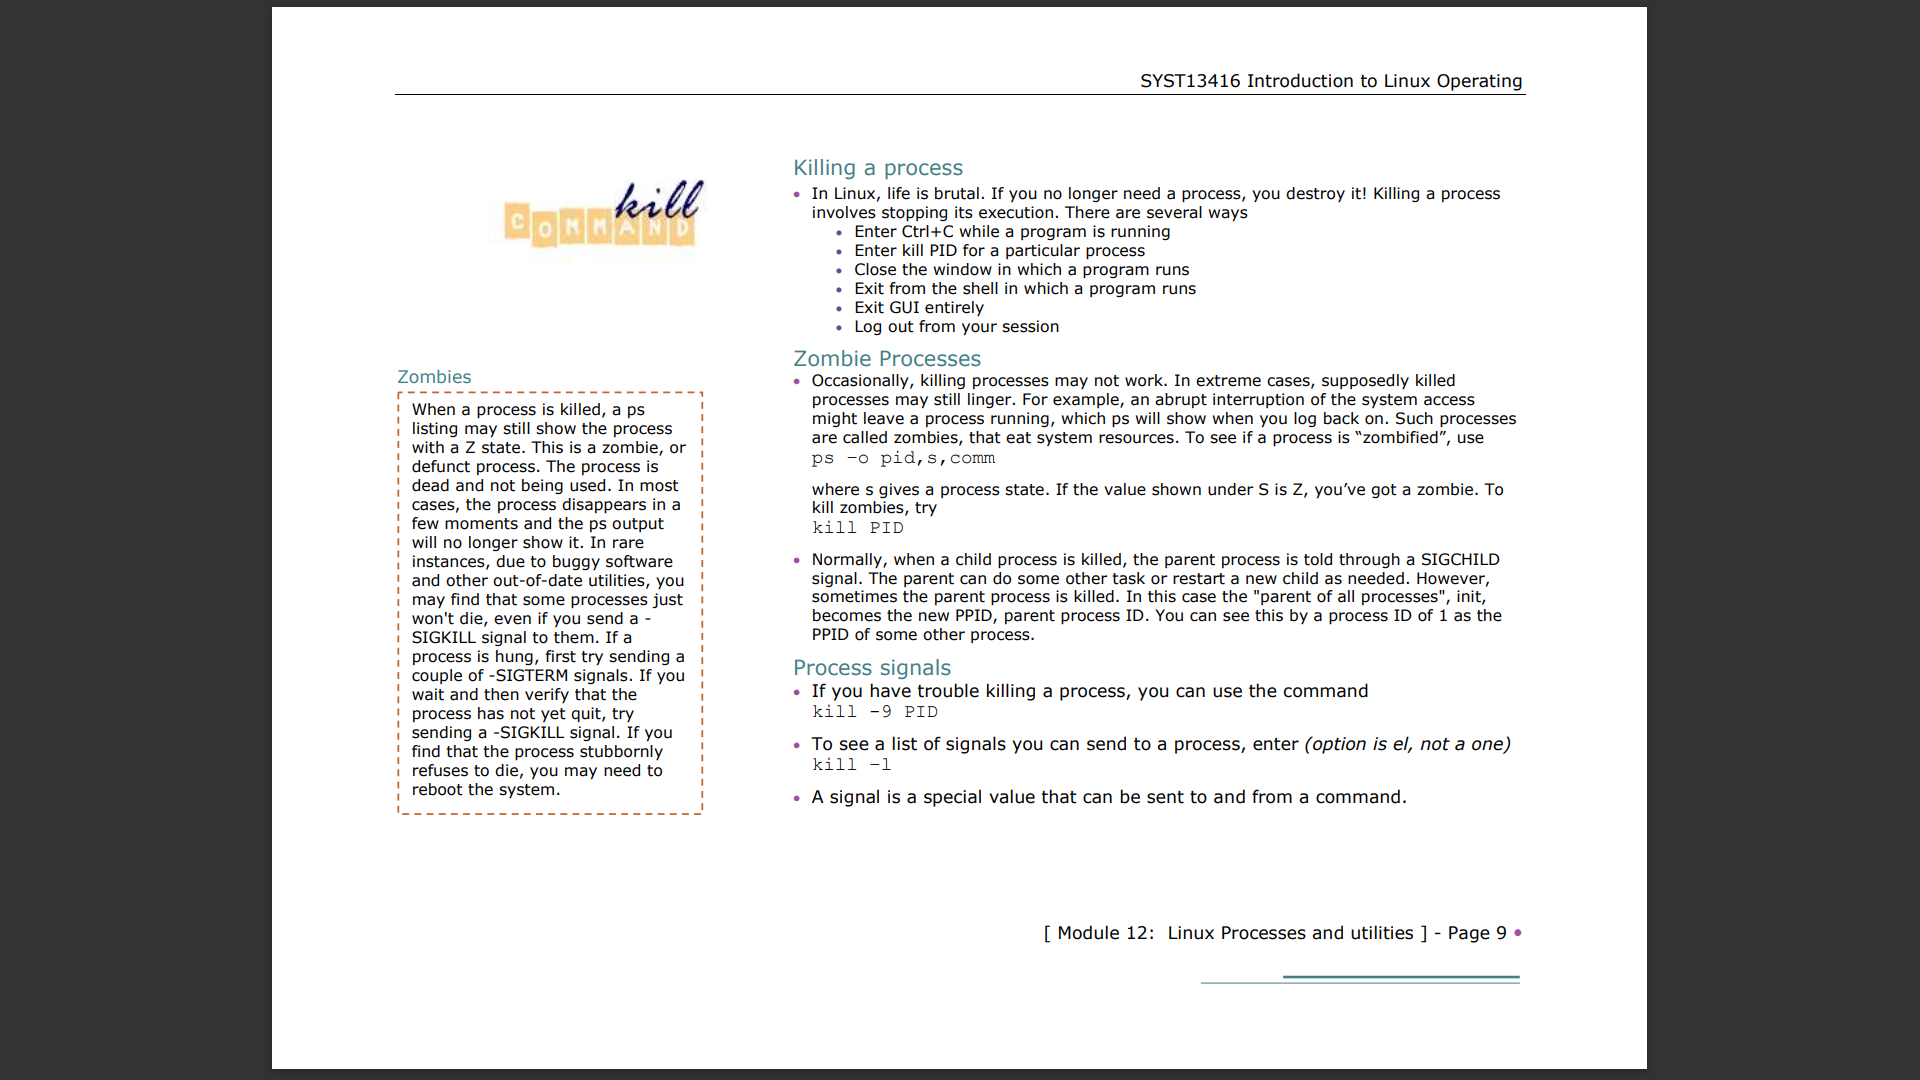 SYST13416 Introduction to Linux Operating
kill
COMMAND
Killing a process
• In Linux, life is brutal. If you no longer need a process, you destroy it! Killing a process
involves stopping its execution. There are several ways
• Enter Ctrl+C while a program is running
• Enter kill PID for a particular process
• Close the window in which a program runs
• Exit from the shell in which a program runs
• Exit GUI entirely
• Log out from your session
Zombies
When a process is killed, a ps
listing may still show the process
with a Z state. This is a zombie, or
defunct process. The process is
dead and not being used. In most
cases, the process disappears in a
few moments and the ps output
will no longer show it. In rare
instances, due to buggy software
and other out-of-date utilities, you
may find that some processes just
won't die, even if you send a -
SIGKILL signal to them. If a
process is hung, first try sending a
couple of -SIGTERM signals. If you
wait and then verify that the
process has not yet quit, try
sending a -SIGKILL signal. If you
find that the process stubbornly
refuses to die, you may need to
reboot the system.
Zombie Processes
• Occasionally, killing processes may not work. In extreme cases, supposedly killed
processes may still linger. For example, an abrupt interruption of the system access
might leave a process running, which ps will show when you log back on. Such processes
are called zombies, that eat system resources. To see if a process is “zombified”, use
ps –o pid,s,comm
where s gives a process state. If the value shown under S is Z, you’ve got a zombie. To
kill zombies, try
kill PID
• Normally, when a child process is killed, the parent process is told through a SIGCHILD
signal. The parent can do some other task or restart a new child as needed. However,
sometimes the parent process is killed. In this case the "parent of all processes", init,
becomes the new PPID, parent process ID. You can see this by a process ID of 1 as the
PPID of some other process.
Process signals
• If you have trouble killing a process, you can use the command
kill -9 PID
• To see a list of signals you can send to a process, enter (option is el, not a one)
kill –l
• A signal is a special value that can be sent to and from a command.
[ Module 12: Linux Processes and utilities ] - Page 9 •